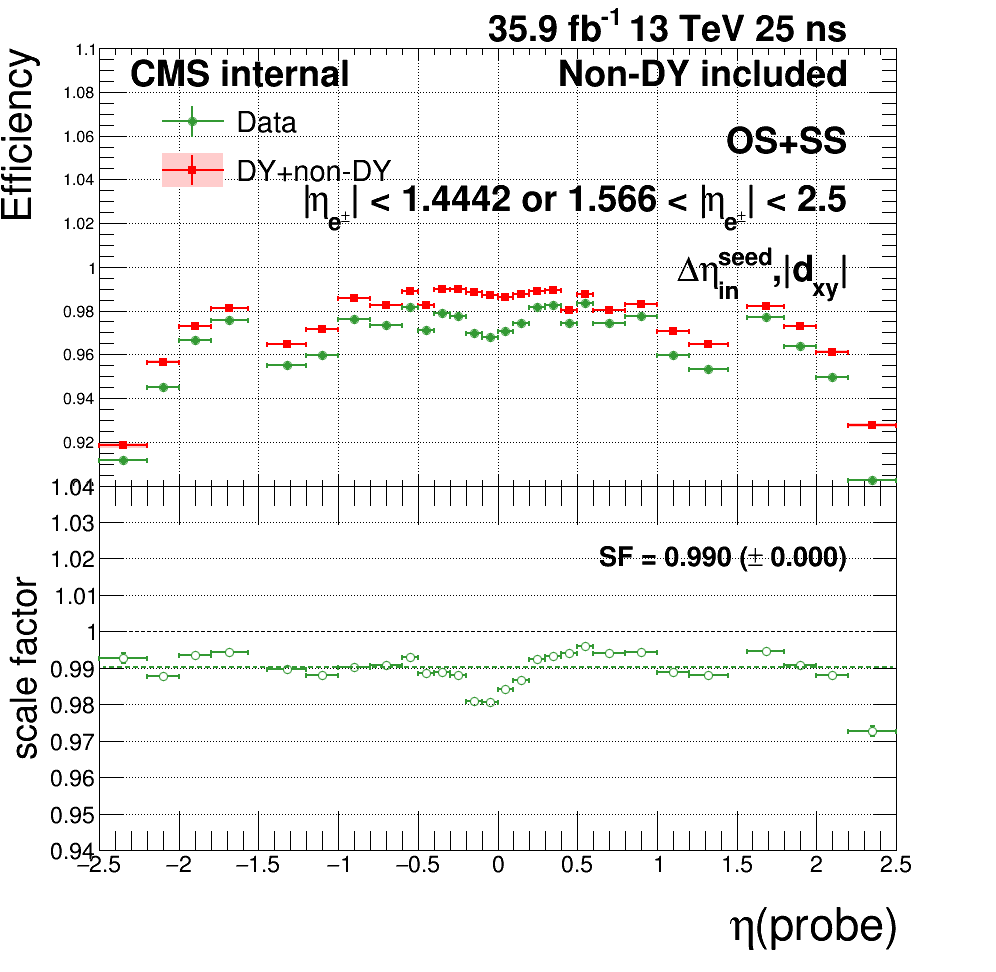 35.9 fb⁻¹ 13 TeV 25 ns
Efficiency
CMS internal
Non-DY included
Data
OS+SS
DY+non-DY
|ηe±| < 1.4442 or 1.566 < |ηe±| < 2.5
Δηin^seed,|dxy|
1.1
1.08
1.06
1.04
1.02
1
0.98
0.96
0.94
0.92
1.04
1.03
1.02
1.01
1
0.99
0.98
0.97
0.96
0.95
0.94
scale factor
SF = 0.990 (± 0.000)
−2.5 −2 −1.5 −1 −0.5 0 0.5 1 1.5 2 2.5
η(probe)